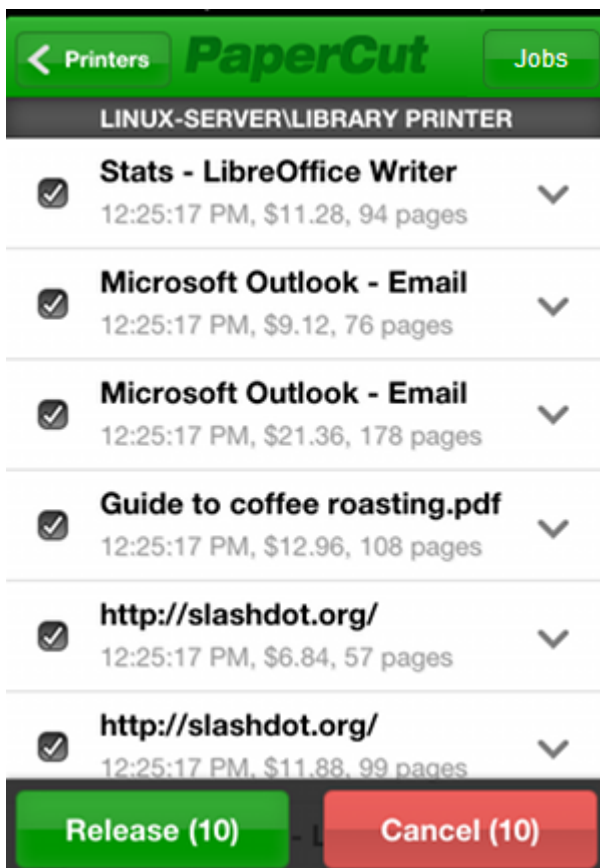 Printers
PaperCut
Jobs
LINUX-SERVER\LIBRARY PRINTER
Stats - LibreOffice Writer
12:25:17 PM, $11.28, 94 pages
Microsoft Outlook - Email
12:25:17 PM, $9.12, 76 pages
Microsoft Outlook - Email
12:25:17 PM, $21.36, 178 pages
Guide to coffee roasting.pdf
12:25:17 PM, $12.96, 108 pages
http://slashdot.org/
12:25:17 PM, $6.84, 57 pages
http://slashdot.org/
12:25:17 PM, $11.88, 99 pages
Release (10)
Cancel (10)